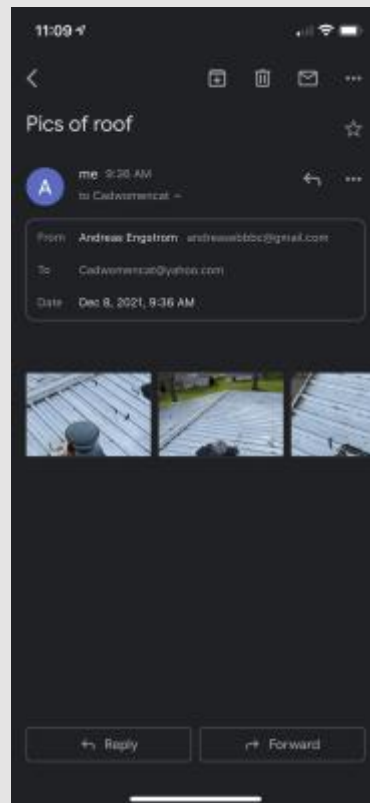 11:09
Pics of roof
A
me 9:36 AM
to Cadwomencat
From Andreas Engstrom
To Cadwomencat@yahoo.com
Date Dec 8, 2021, 9:36 AM
Reply
Forward